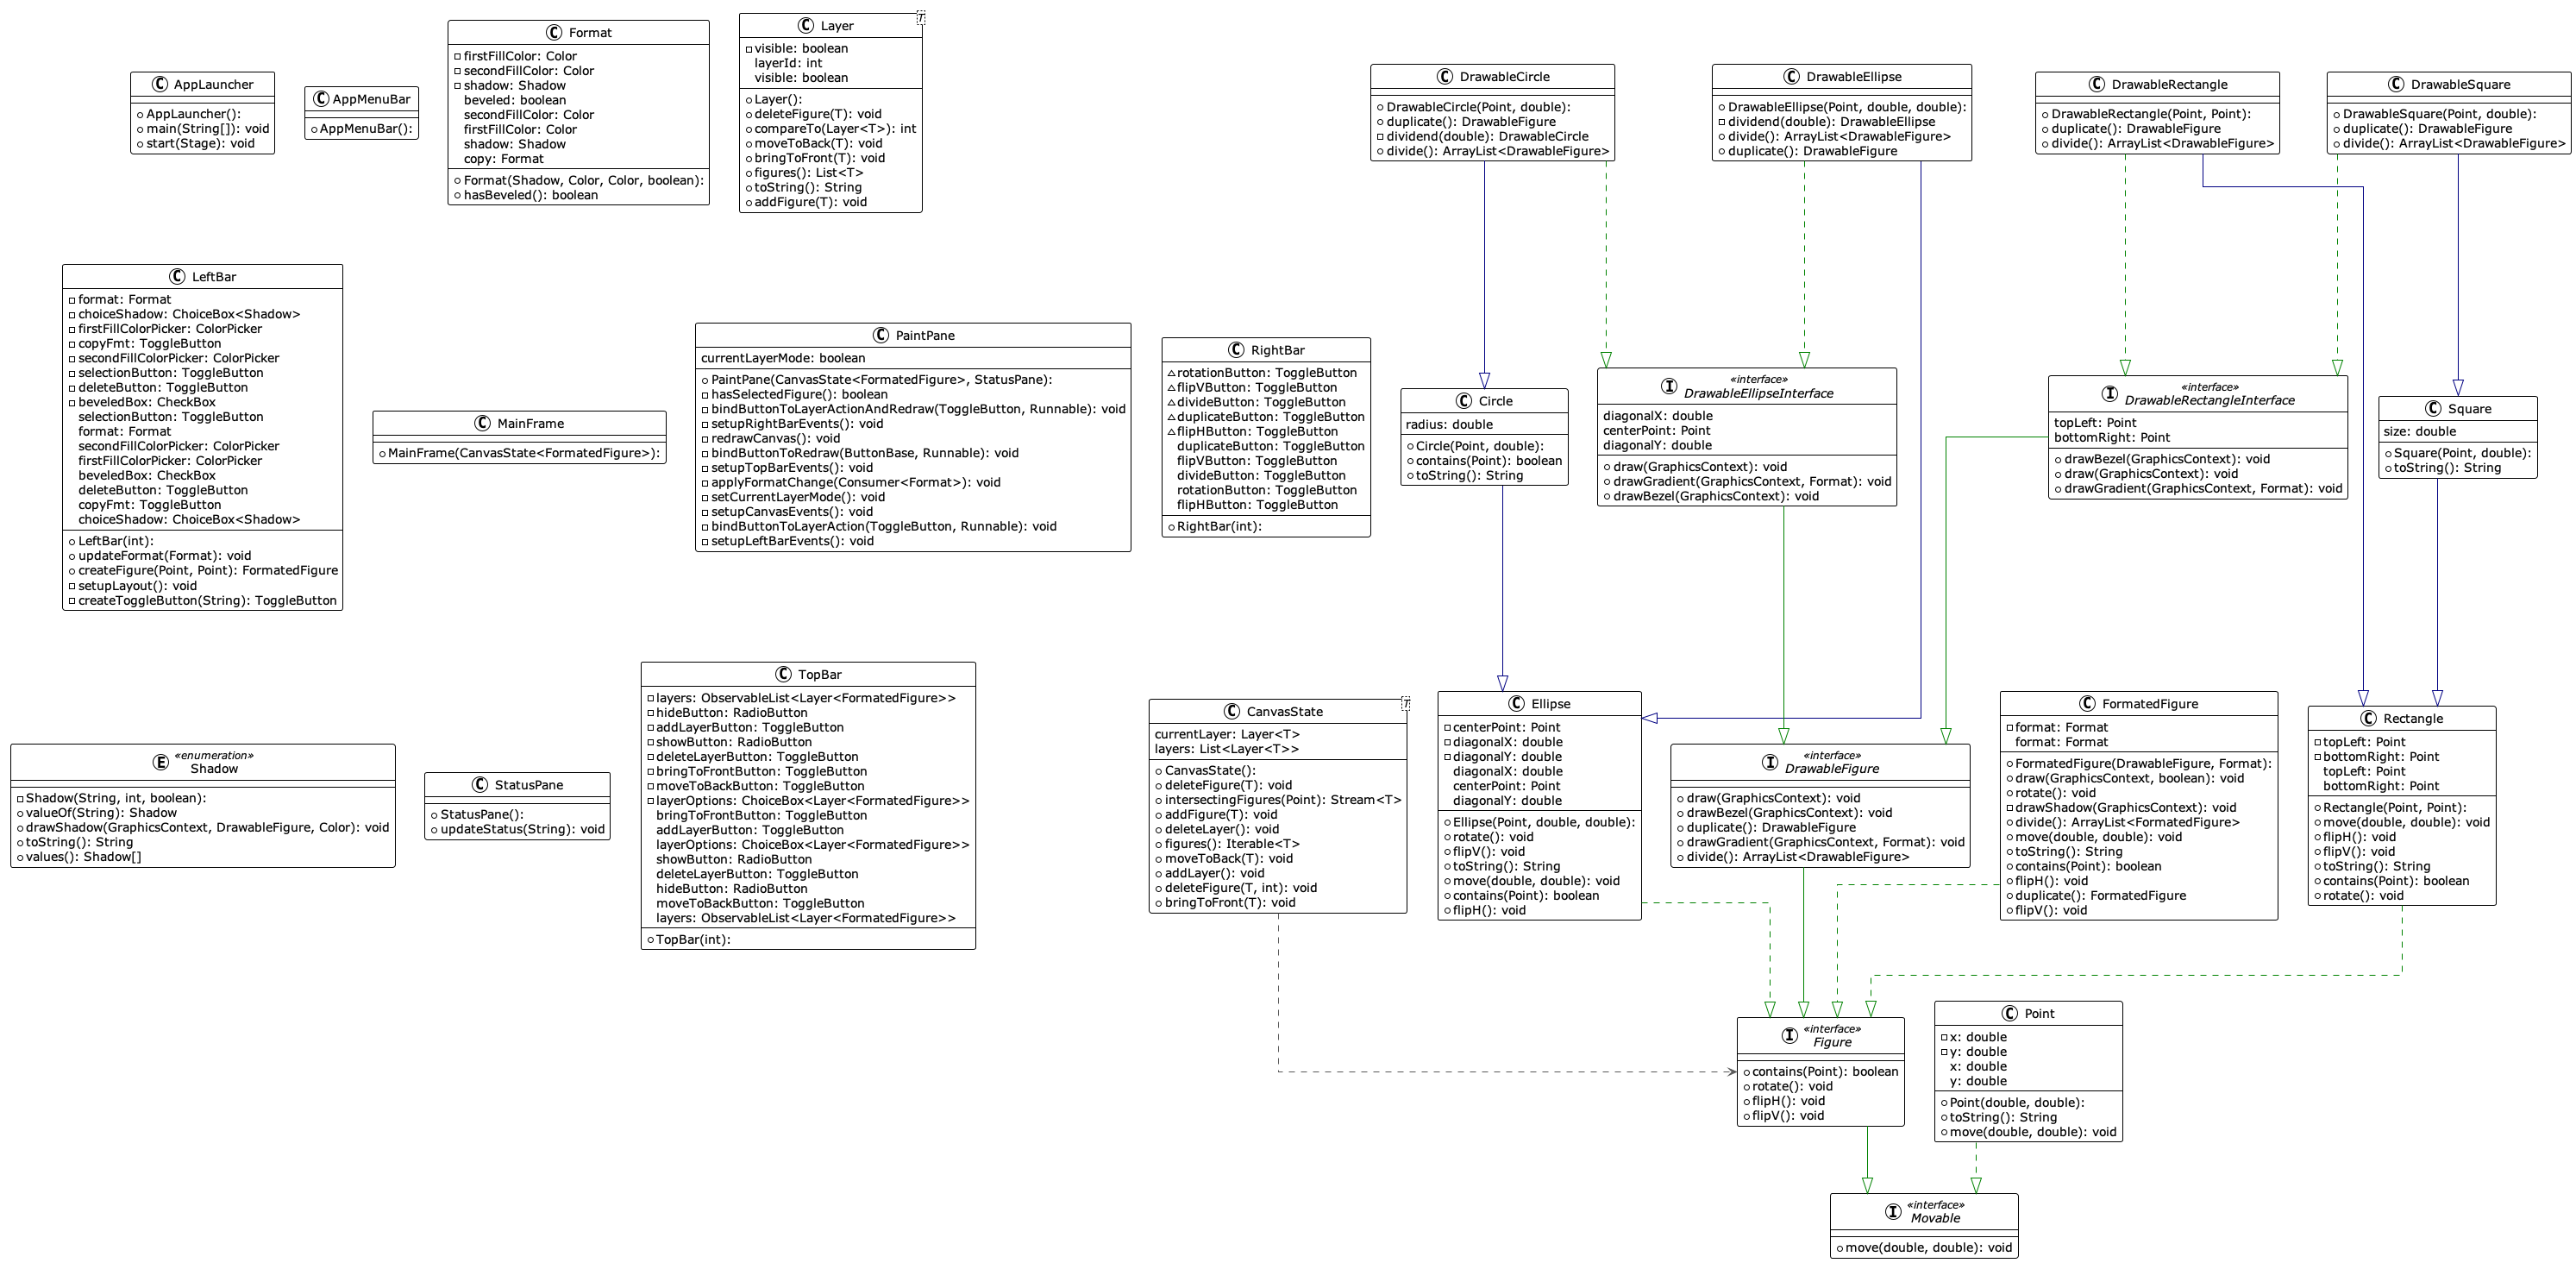 C AppLauncher
AppLauncher():
main(String[]): void
start(Stage): void
C AppMenuBar
AppMenuBar():
C Format
firstFillColor: Color
secondFillColor: Color
shadow: Shadow
beveled: boolean
secondFillColor: Color
firstFillColor: Color
shadow: Shadow
copy: Format
Format(Shadow, Color, Color, boolean):
hasBeveled(): boolean
C Layer
T
visible: boolean
layerId: int
visible: boolean
Layer():
deleteFigure(T): void
compareTo(Layer<T>): int
moveToBack(T): void
bringToFront(T): void
figures(): List<T>
toString(): String
addFigure(T): void
C DrawableCircle
DrawableCircle(Point, double):
duplicate(): DrawableFigure
dividend(double): DrawableCircle
divide(): ArrayList<DrawableFigure>
C DrawableEllipse
DrawableEllipse(Point, double, double):
dividend(double): DrawableEllipse
divide(): ArrayList<DrawableFigure>
duplicate(): DrawableFigure
C DrawableRectangle
DrawableRectangle(Point, Point):
duplicate(): DrawableFigure
divide(): ArrayList<DrawableFigure>
C DrawableSquare
DrawableSquare(Point, double):
duplicate(): DrawableFigure
divide(): ArrayList<DrawableFigure>
C LeftBar
format: Format
choiceShadow: ChoiceBox<Shadow>
firstFillColorPicker: ColorPicker
copyFmt: ToggleButton
secondFillColorPicker: ColorPicker
selectionButton: ToggleButton
deleteButton: ToggleButton
beveledBox: CheckBox
selectionButton: ToggleButton
format: Format
secondFillColorPicker: ColorPicker
firstFillColorPicker: ColorPicker
beveledBox: CheckBox
deleteButton: ToggleButton
copyFmt: ToggleButton
choiceShadow: ChoiceBox<Shadow>
LeftBar(int):
updateFormat(Format): void
createFigure(Point, Point): FormatedFigure
setupLayout(): void
createToggleButton(String): ToggleButton
C MainFrame
MainFrame(CanvasState<FormatedFigure>):
C PaintPane
currentLayerMode: boolean
PaintPane(CanvasState<FormatedFigure>, StatusPane):
hasSelectedFigure(): boolean
bindButtonToLayerActionAndRedraw(ToggleButton, Runnable): void
setupRightBarEvents(): void
redrawCanvas(): void
bindButtonToRedraw(ButtonBase, Runnable): void
setupTopBarEvents(): void
applyFormatChange(Consumer<Format>): void
setCurrentLayerMode(): void
setupCanvasEvents(): void
bindButtonToLayerAction(ToggleButton, Runnable): void
setupLeftBarEvents(): void
C RightBar
rotationButton: ToggleButton
flipVButton: ToggleButton
divideButton: ToggleButton
duplicateButton: ToggleButton
flipHButton: ToggleButton
duplicateButton: ToggleButton
flipVButton: ToggleButton
divideButton: ToggleButton
rotationButton: ToggleButton
flipHButton: ToggleButton
RightBar(int):
C Circle
radius: double
Circle(Point, double):
contains(Point): boolean
toString(): String
I «interface»
DrawableEllipseInterface
diagonalX: double
centerPoint: Point
diagonalY: double
draw(GraphicsContext): void
drawGradient(GraphicsContext, Format): void
drawBezel(GraphicsContext): void
I «interface»
DrawableRectangleInterface
topLeft: Point
bottomRight: Point
drawBezel(GraphicsContext): void
draw(GraphicsContext): void
drawGradient(GraphicsContext, Format): void
C Square
size: double
Square(Point, double):
toString(): String
E «enumeration»
Shadow
Shadow(String, int, boolean):
valueOf(String): Shadow
drawShadow(GraphicsContext, DrawableFigure, Color): void
toString(): String
values(): Shadow[]
C StatusPane
StatusPane():
updateStatus(String): void
C TopBar
layers: ObservableList<Layer<FormatedFigure>>
hideButton: RadioButton
addLayerButton: ToggleButton
showButton: RadioButton
deleteLayerButton: ToggleButton
bringToFrontButton: ToggleButton
moveToBackButton: ToggleButton
layerOptions: ChoiceBox<Layer<FormatedFigure>>
bringToFrontButton: ToggleButton
addLayerButton: ToggleButton
layerOptions: ChoiceBox<Layer<FormatedFigure>>
showButton: RadioButton
deleteLayerButton: ToggleButton
hideButton: RadioButton
moveToBackButton: ToggleButton
layers: ObservableList<Layer<FormatedFigure>>
TopBar(int):
C CanvasState
T
currentLayer: Layer<T>
layers: List<Layer<T>>
CanvasState():
deleteFigure(T): void
intersectingFigures(Point): Stream<T>
addFigure(T): void
deleteLayer(): void
figures(): Iterable<T>
moveToBack(T): void
addLayer(): void
deleteFigure(T, int): void
bringToFront(T): void
C Ellipse
centerPoint: Point
diagonalX: double
diagonalY: double
diagonalX: double
centerPoint: Point
diagonalY: double
Ellipse(Point, double, double):
rotate(): void
flipV(): void
toString(): String
move(double, double): void
contains(Point): boolean
flipH(): void
I «interface»
DrawableFigure
draw(GraphicsContext): void
drawBezel(GraphicsContext): void
duplicate(): DrawableFigure
drawGradient(GraphicsContext, Format): void
divide(): ArrayList<DrawableFigure>
C FormatedFigure
format: Format
format: Format
FormatedFigure(DrawableFigure, Format):
draw(GraphicsContext, boolean): void
rotate(): void
drawShadow(GraphicsContext): void
divide(): ArrayList<FormatedFigure>
move(double, double): void
toString(): String
contains(Point): boolean
flipH(): void
duplicate(): FormatedFigure
flipV(): void
C Rectangle
topLeft: Point
bottomRight: Point
topLeft: Point
bottomRight: Point
Rectangle(Point, Point):
move(double, double): void
flipH(): void
flipV(): void
toString(): String
contains(Point): boolean
rotate(): void
I «interface»
Figure
contains(Point): boolean
rotate(): void
flipH(): void
flipV(): void
C Point
x: double
y: double
x: double
y: double
Point(double, double):
toString(): String
move(double, double): void
I «interface»
Movable
move(double, double): void